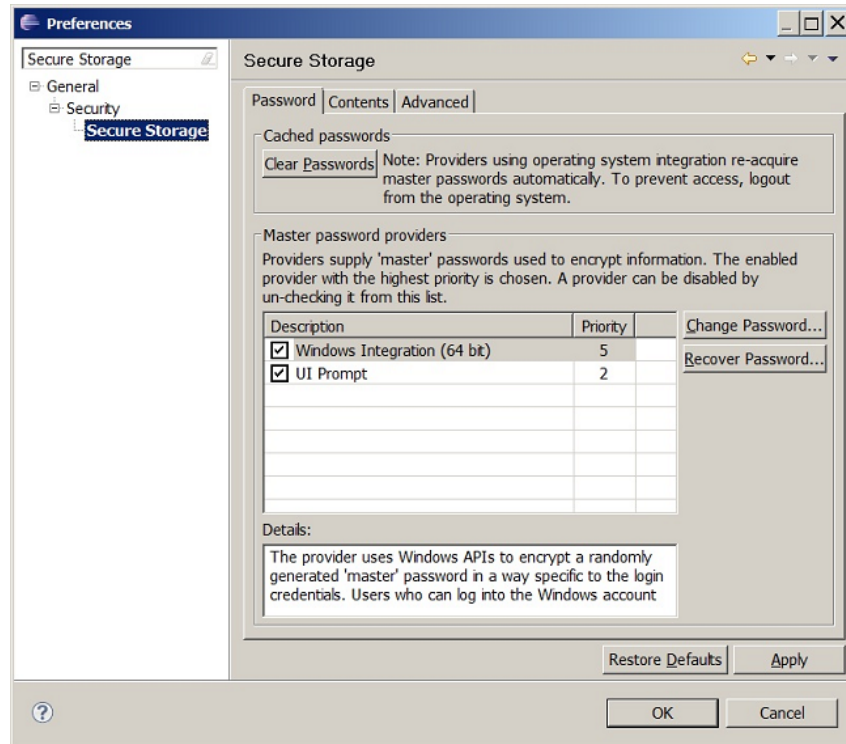 Preferences
Secure Storage
General
Security
Secure Storage
Secure Storage
Password Contents Advanced
Cached passwords
Clear Passwords
Note: Providers using operating system integration re-acquire
master passwords automatically. To prevent access, logout
from the operating system.
Master password providers
Providers supply 'master' passwords used to encrypt information. The enabled
provider with the highest priority is chosen. A provider can be disabled by
un-checking it from this list.
Description Priority
Windows Integration (64 bit) 5
UI Prompt 2
Change Password...
Recover Password...
Details:
The provider uses Windows APIs to encrypt a randomly
generated 'master' password in a way specific to the login
credentials. Users who can log into the Windows account
Restore Defaults Apply
OK Cancel